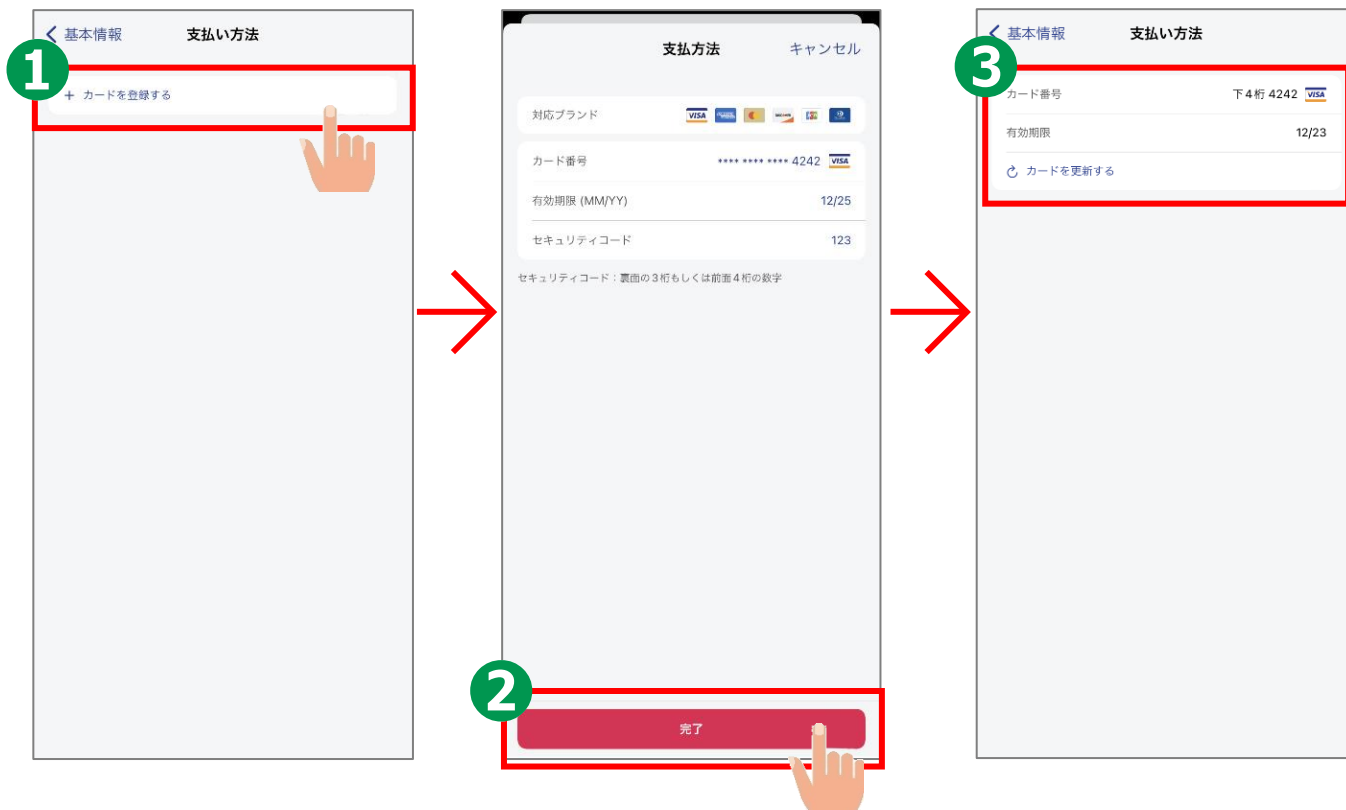 1
基本情報 支払い方法
+ カードを登録する
支払方法 キャンセル
対応ブランド VISA
カード番号 **** **** **** 4242 VISA
有効期限 (MM/YY) 12/25
セキュリティコード 123
セキュリティコード：裏面の3桁もしくは前面4桁の数字
2
完了
3
基本情報 支払い方法
カード番号 下4桁 4242 VISA
有効期限 12/23
カードを更新する